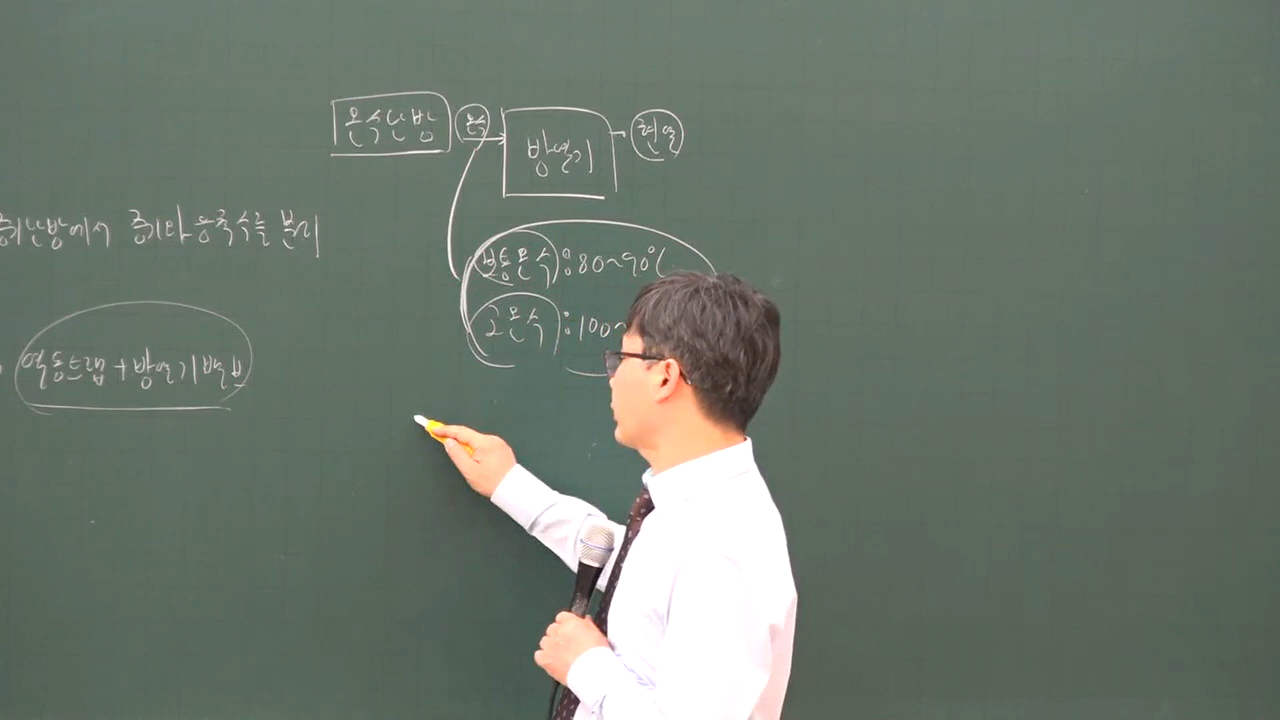 온수난방 온수 방열기 현열
증기난방에서 증기와 응축수를 분리
보통온수 : 80~90℃
고온수 : 100~
열동트랩 + 방열기밸브